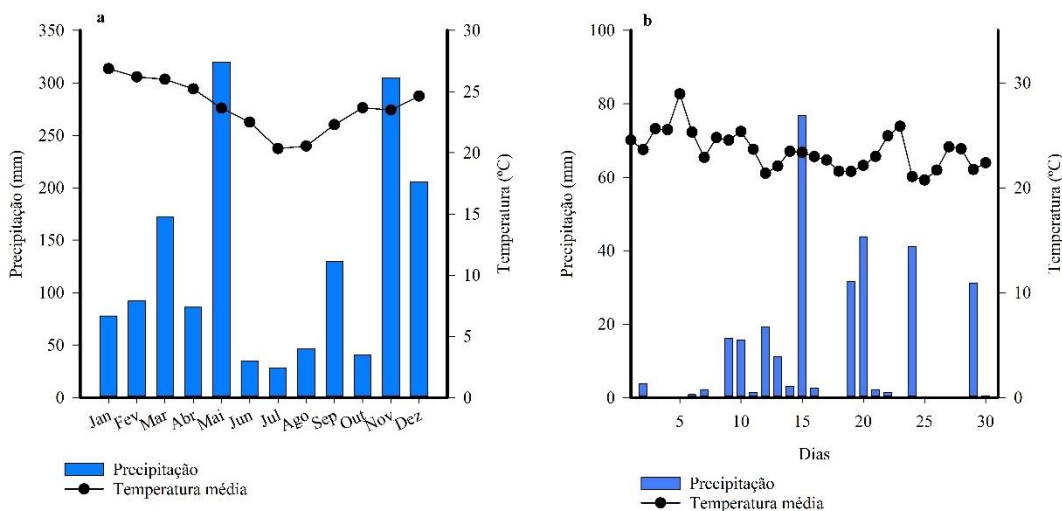 a
350
300
250
200
150
100
50
0
Precipitação (mm)
30
25
20
15
10
5
0
Temperatura (ºC)
Jan Fev Mar Abr Mai Jun Jul Ago Sep Out Nov Dez
Precipitação
Temperatura média
b
100
80
60
40
20
0
Precipitação (mm)
30
20
10
0
Temperatura (ºC)
5 10 15 20 25 30
Dias
Precipitação
Temperatura média